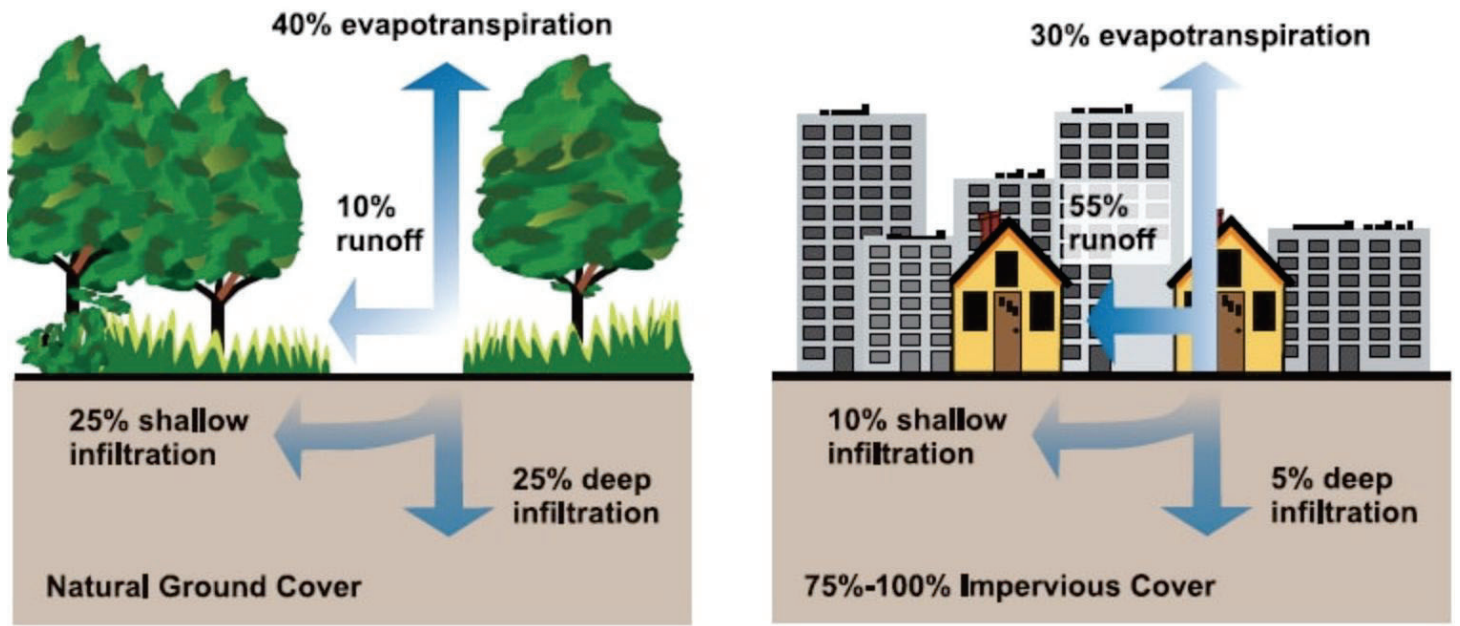 40% evapotranspiration
10%
runoff
25% shallow
infiltration
25% deep
infiltration
Natural Ground Cover
30% evapotranspiration
55%
runoff
10% shallow
infiltration
5% deep
infiltration
75%-100% Impervious Cover